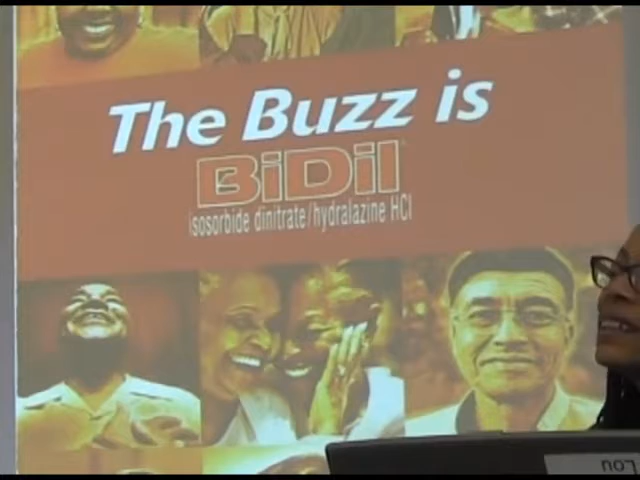 The Buzz is
BiDil
isosorbide dinitrate/hydralazine HCl